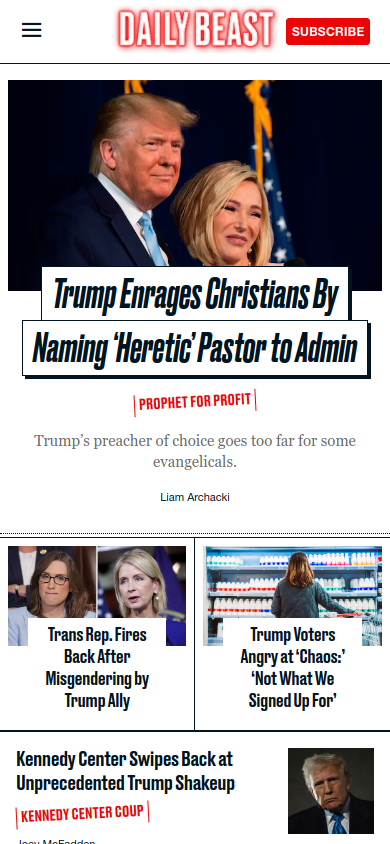 DAILY BEAST
SUBSCRIBE
Trump Enrages Christians By
Naming ‘Heretic’ Pastor to Admin
PROPHET FOR PROFIT
Trump’s preacher of choice goes too far for some
evangelicals.
Liam Archacki
Trans Rep. Fires
Back After
Misgendering by
Trump Ally
Trump Voters
Angry at ‘Chaos:’
‘Not What We
Signed Up For’
Kennedy Center Swipes Back at
Unprecedented Trump Shakeup
KENNEDY CENTER COUP
Joey McFadden